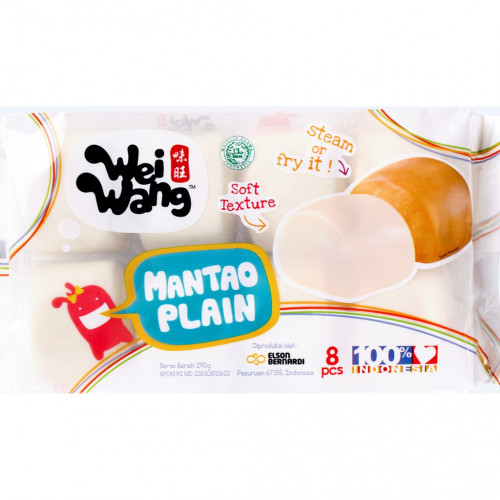 Wei
Wang™
味
旺
steam
or
fry it!
Soft
Texture
MANTAO
PLAIN
Berat Bersih 290g
Diproduksi oleh
ELSON
BERNARDI
Pasuruan 67155, Indonesia
8
pcs
100%
INDONESIA